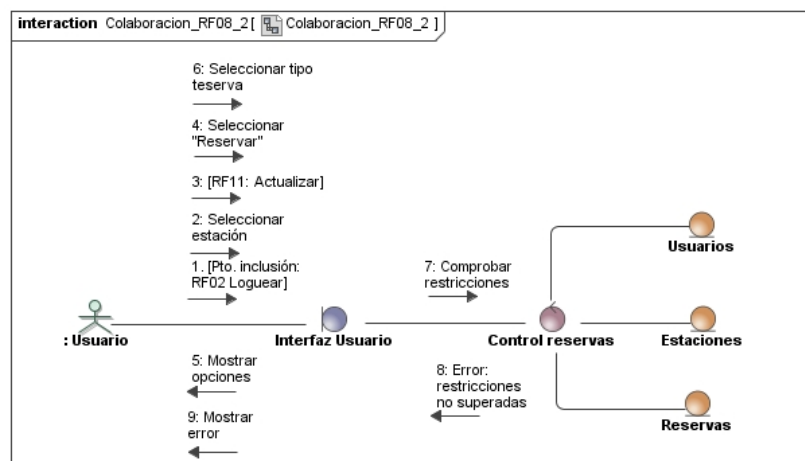 interaction Colaboracion_RF08_2[ Colaboracion_RF08_2 ]
6: Seleccionar tipo
teserva
4: Seleccionar
"Reservar"
3: [RF11: Actualizar]
2: Seleccionar
estación
1. [Pto. inclusión:
RF02 Loguear]
7: Comprobar
restricciones
Usuarios
: Usuario
Interfaz Usuario
Control reservas
Estaciones
5: Mostrar
opciones
8: Error:
restricciones
no superadas
9: Mostrar
error
Reservas